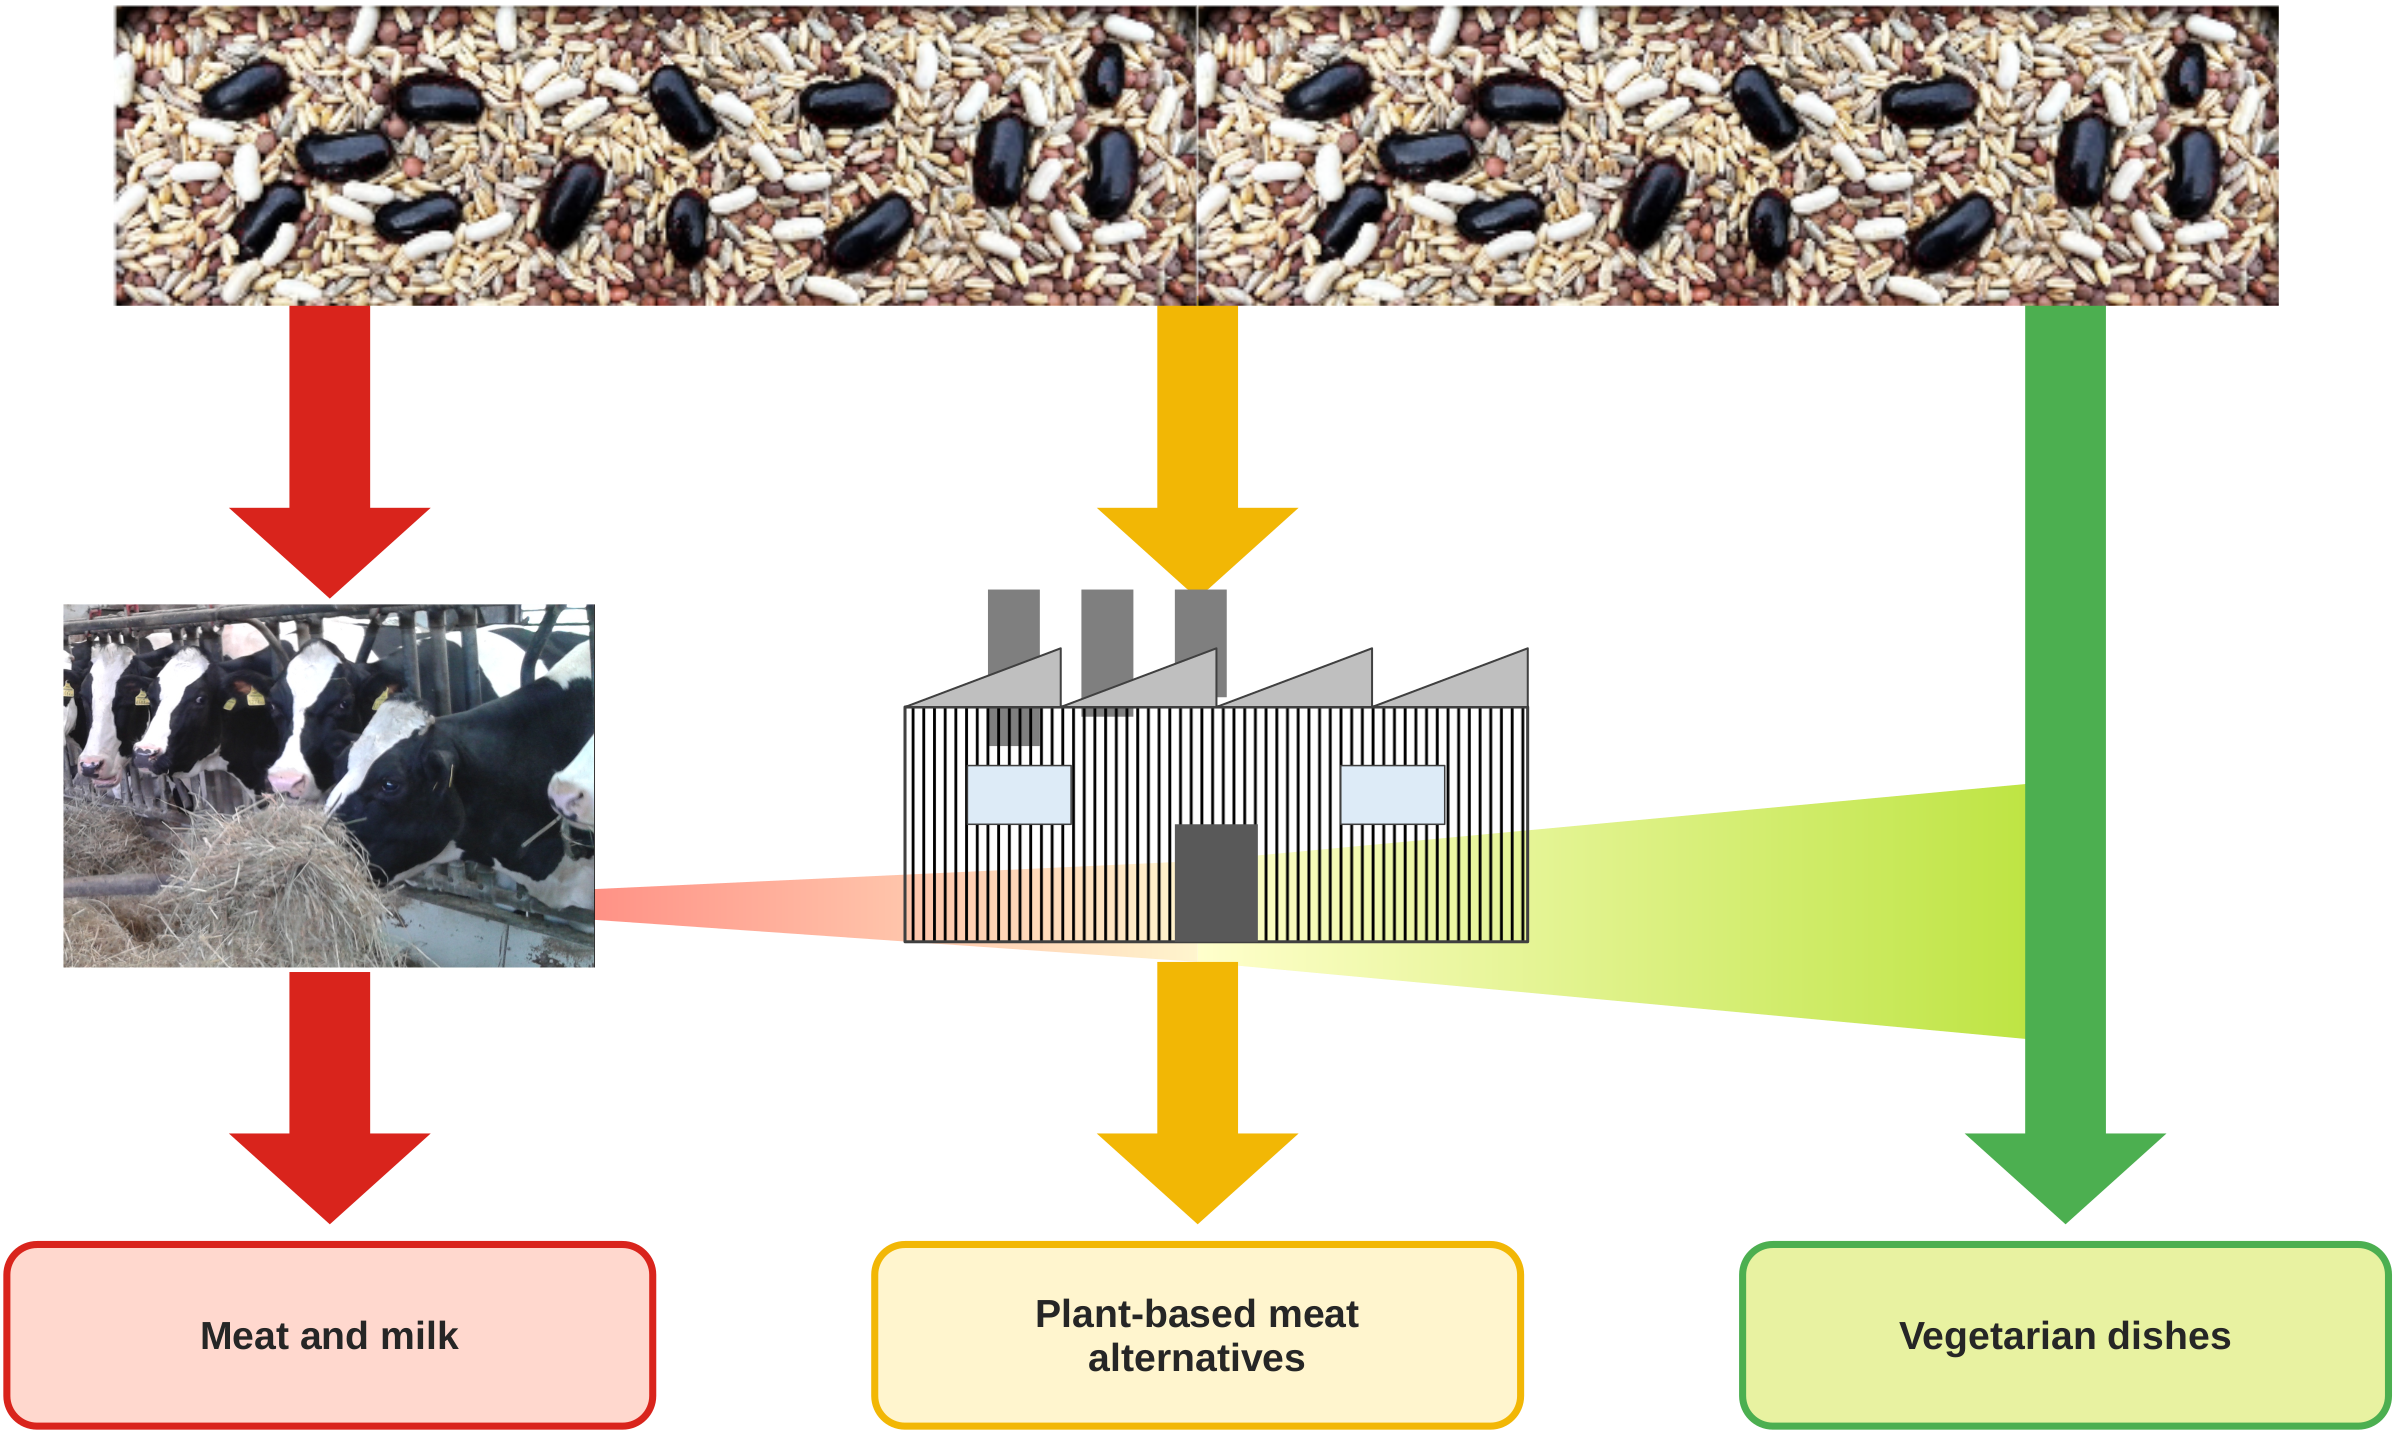 Meat and milk
Plant-based meat
alternatives
Vegetarian dishes